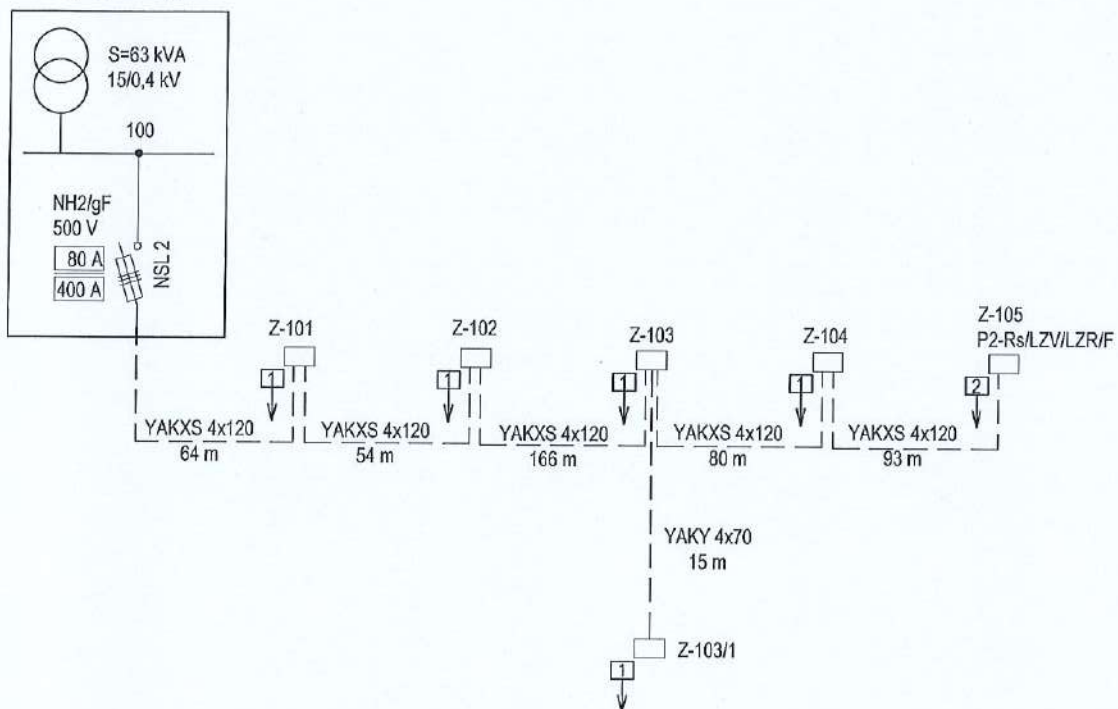 S=63 kVA
15/0,4 kV
100
NH2/gF
500 V
80 A
400 A
NSL 2
Z-101
Z-102
Z-103
Z-104
Z-105
P2-Rs/LZV/LZR/F
1
1
1
1
2
YAKXS 4x120
64 m
YAKXS 4x120
54 m
YAKXS 4x120
166 m
YAKXS 4x120
80 m
YAKXS 4x120
93 m
YAKY 4x70
15 m
Z-103/1
1